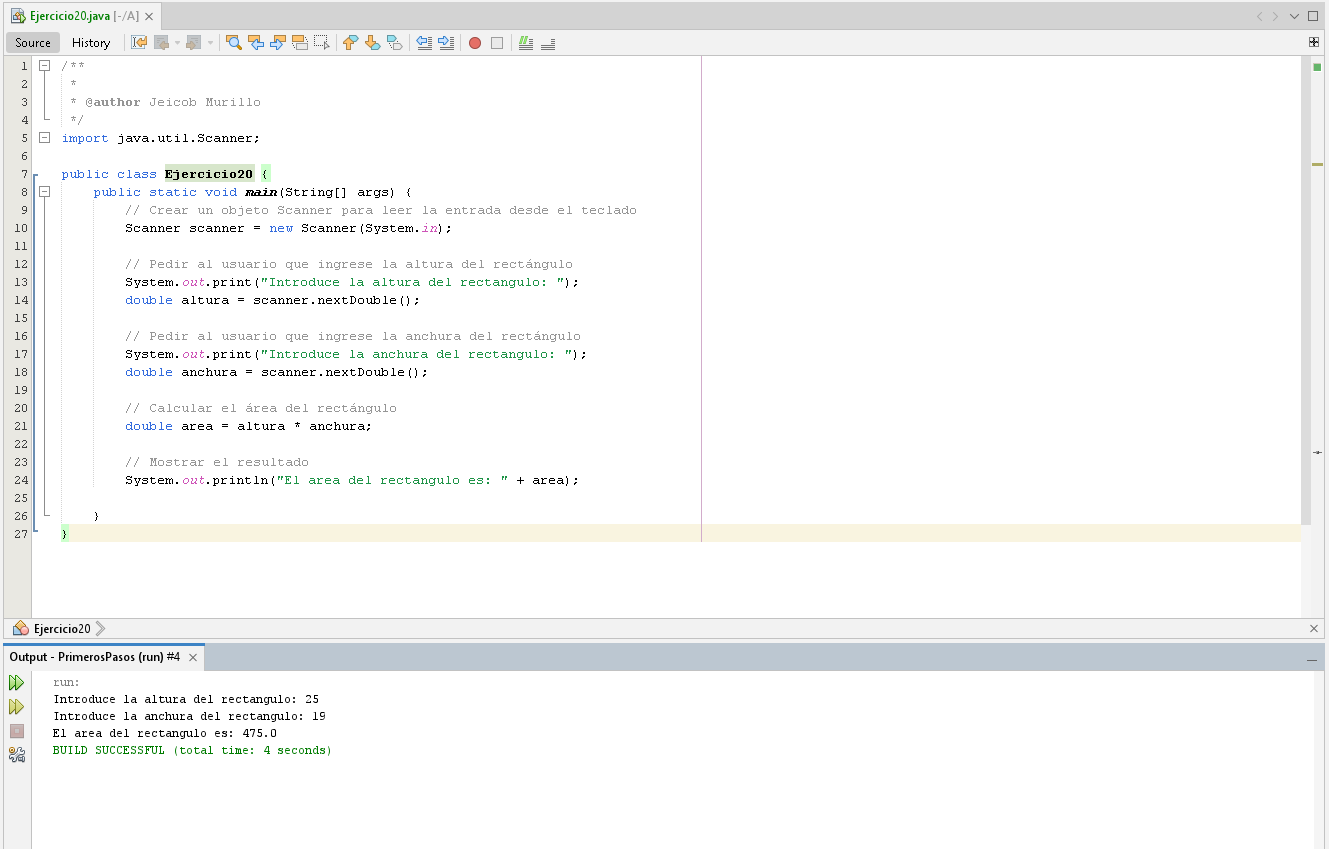 Ejercicio20.java [-/A]
Source History
1 /**
2  *
3  * @author Jeicob Murillo
4  */
5 import java.util.Scanner;
6
7 public class Ejercicio20 {
8     public static void main(String[] args) {
9         // Crear un objeto Scanner para leer la entrada desde el teclado
10         Scanner scanner = new Scanner(System.in);
11
12         // Pedir al usuario que ingrese la altura del rectángulo
13         System.out.print("Introduce la altura del rectangulo: ");
14         double altura = scanner.nextDouble();
15
16         // Pedir al usuario que ingrese la anchura del rectángulo
17         System.out.print("Introduce la anchura del rectangulo: ");
18         double anchura = scanner.nextDouble();
19
20         // Calcular el área del rectángulo
21         double area = altura * anchura;
22
23         // Mostrar el resultado
24         System.out.println("El area del rectangulo es: " + area);
25
26     }
27 }
Ejercicio20
Output - PrimerosPasos (run) #4
run:
Introduce la altura del rectangulo: 25
Introduce la anchura del rectangulo: 19
El area del rectangulo es: 475.0
BUILD SUCCESSFUL (total time: 4 seconds)